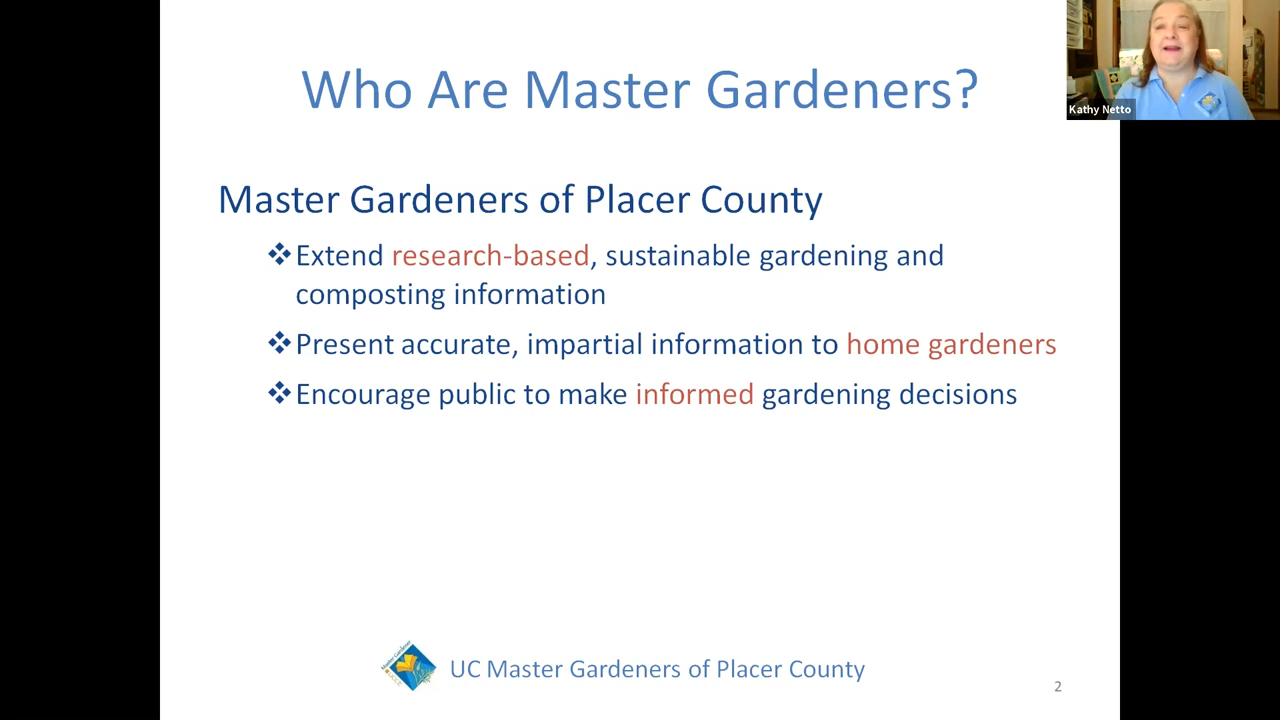 Who Are Master Gardeners?
Kathy Netto
Master Gardeners of Placer County
❖Extend research-based, sustainable gardening and
composting information
❖Present accurate, impartial information to home gardeners
❖Encourage public to make informed gardening decisions
Master Gardener
UC Master Gardeners of Placer County
2